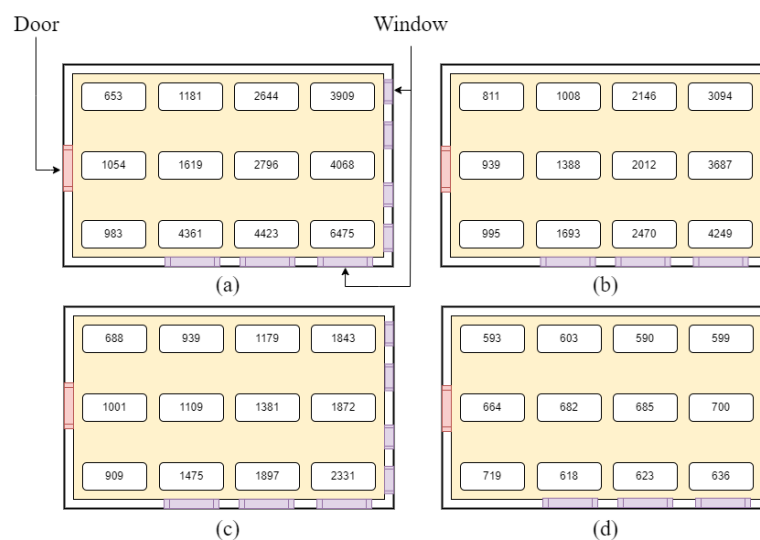 Door Window
653 1181 2644 3909
1054 1619 2796 4068
983 4361 4423 6475
(a)
811 1008 2146 3094
939 1388 2012 3687
995 1693 2470 4249
(b)
688 939 1179 1843
1001 1109 1381 1872
909 1475 1897 2331
(c)
593 603 590 599
664 682 685 700
719 618 623 636
(d)